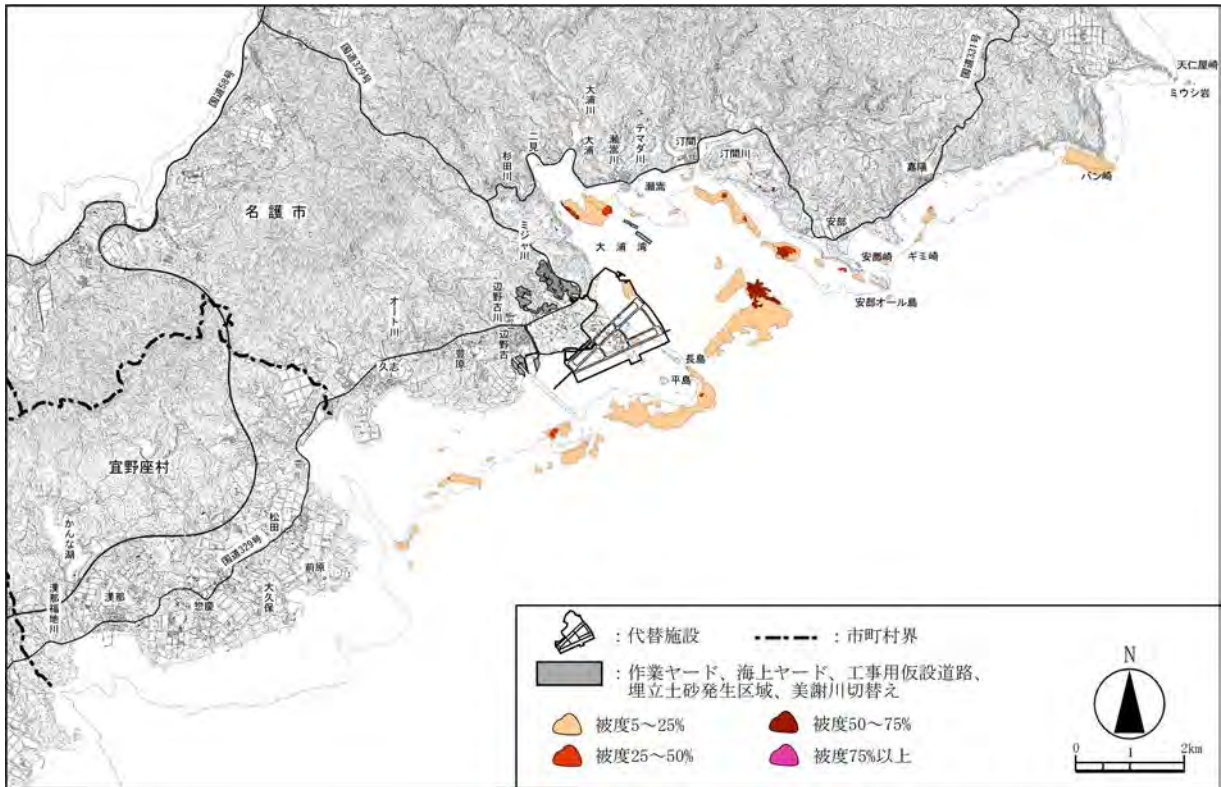 国道58号
国道329号
国道331号
天仁屋崎
ミウシ岩
大浦川
大浦
瀬嵩川
テマダ川
汀間
汀間川
二見
杉田川
瀬嵩
嘉陽
バン崎
名護市
ミジャ川
大浦湾
安部
安部崎
ギミ崎
安部オール島
辺野古川
辺野古
オート川
久志
豊原
長島
平島
宜野座村
かんな湖
松田
国道329号
前原
大久保
惣慶
漢那
漢那福地川
:代替施設
:市町村界
:作業ヤード、海上ヤード、工事用仮設道路、
埋立土砂発生区域、美謝川切替え
被度5～25%
被度50～75%
被度25～50%
被度75%以上
N
0 1 2km